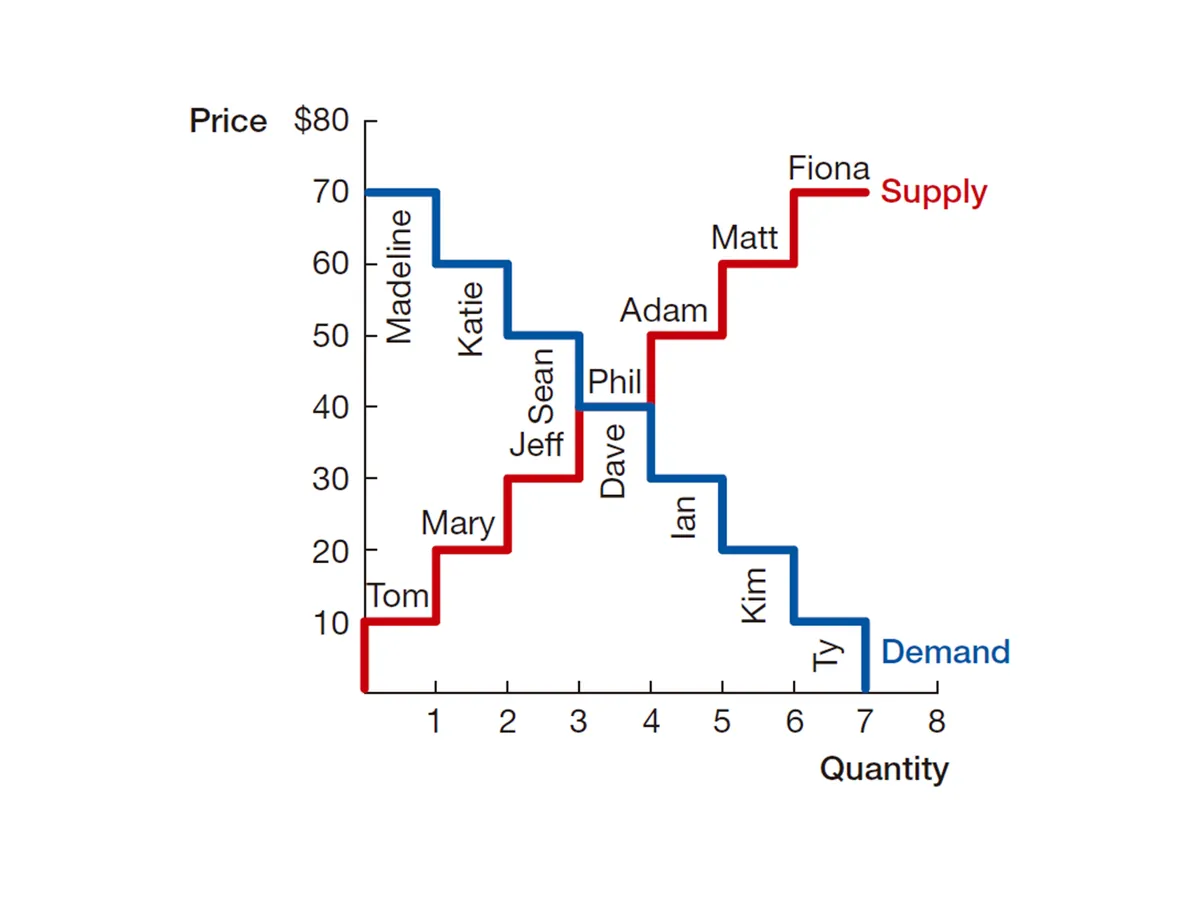 Price $80
Fiona
70 Supply
Madeline
Matt
60
Katie
Adam
50
Sean
Phil
40
Jeff
Dave
30
Ian
Mary
20
Kim
Tom
10
Ty
Demand
1 2 3 4 5 6 7 8
Quantity